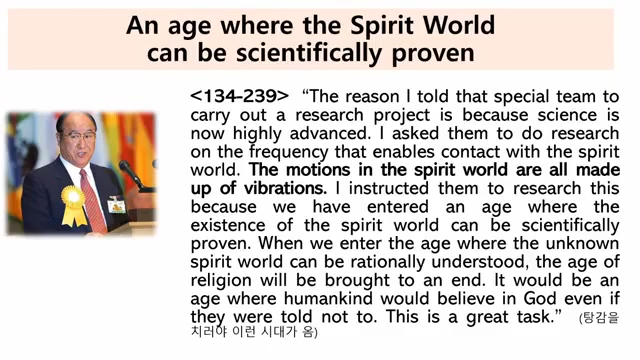 An age where the Spirit World
can be scientifically proven
<134-239> “The reason I told that special team to
carry out a research project is because science is
now highly advanced. I asked them to do research
on the frequency that enables contact with the spirit
world. The motions in the spirit world are all made
up of vibrations. I instructed them to research this
because we have entered an age where the
existence of the spirit world can be scientifically
proven. When we enter the age where the unknown
spirit world can be rationally understood, the age of
religion will be brought to an end. It would be an
age where humankind would believe in God even if
they were told not to. This is a great task.” (탕감을
치러야 이런 시대가 옴)